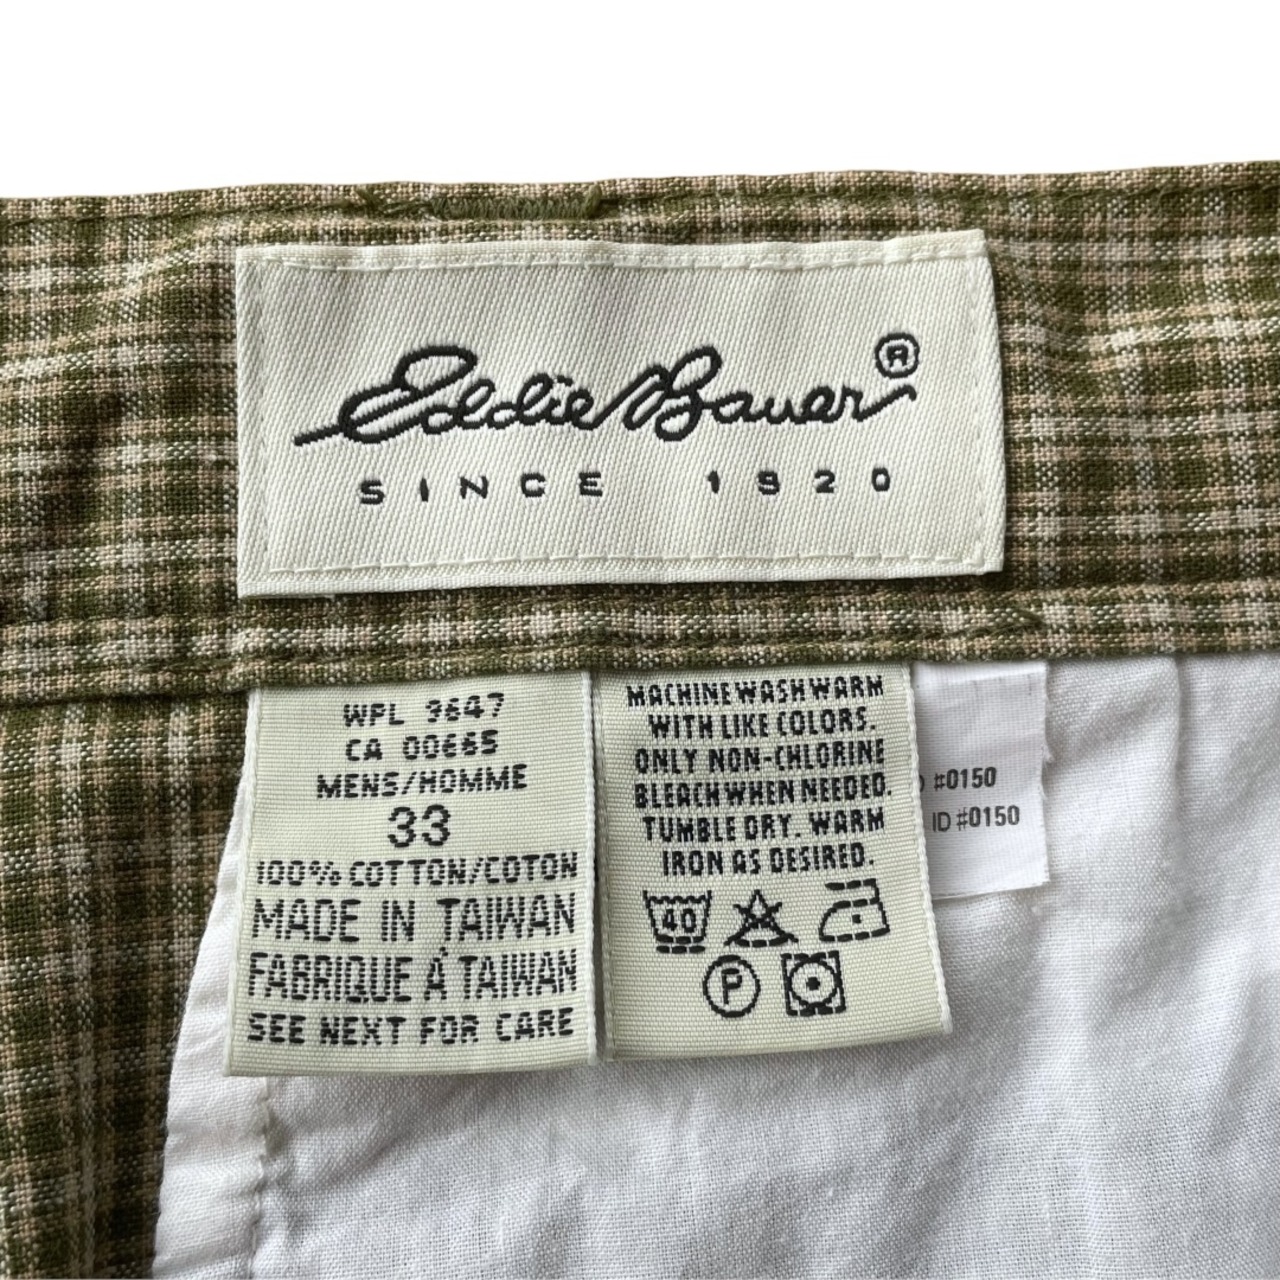 Eddie Bauer®
SINCE 1920
WPL 9647
CA 00665
MENS/HOMME
33
100% COTTON/COTON
MADE IN TAIWAN
FABRIQUE À TAIWAN
SEE NEXT FOR CARE
MACHINE WASH WARM
WITH LIKE COLORS.
ONLY NON-CHLORINE
BLEACH WHEN NEEDED.
TUMBLE DRY. WARM
IRON AS DESIRED.
40
P
#0150
ID #0150